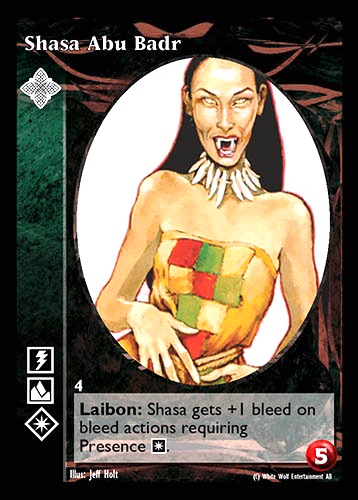 Shasa Abu Badr
4
Laibon: Shasa gets +1 bleed on
bleed actions requiring
Presence .
5
Illus: Jeff Holt
(C) White Wolf Entertainment AB